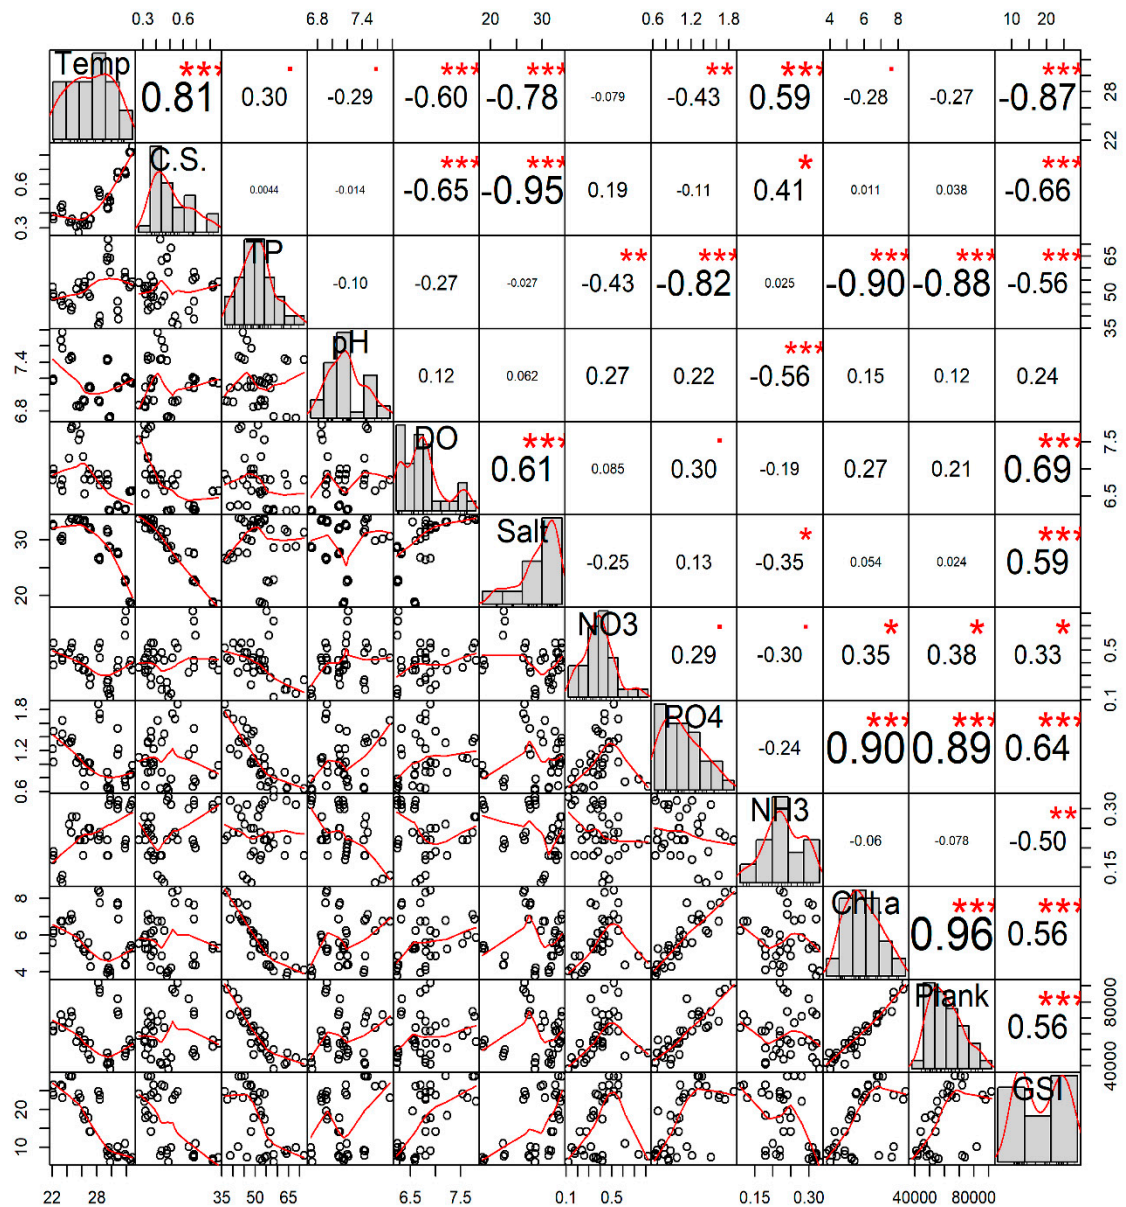 0.3 0.6 6.8 7.4 20 30 0.6 1.2 1.8 4 6 8 10 20
Temp *** . . *** *** ** *** . ***
0.81 0.30 -0.29 -0.60 -0.78 -0.079 -0.43 0.59 -0.28 -0.27 -0.87
22 28
C.S. *** *** * ***
0.0044 -0.014 -0.65 -0.95 0.19 -0.11 0.41 0.011 0.038 -0.66
0.3 0.6
TP ** *** *** *** ***
-0.10 -0.27 -0.027 -0.43 -0.82 0.025 -0.90 -0.88 -0.56
35 50 65
pH ***
0.12 0.062 0.27 0.22 -0.56 0.15 0.12 0.24
6.8 7.4
DO *** . ***
0.61 0.085 0.30 -0.19 0.27 0.21 0.69
6.5 7.5
Salt * ***
-0.25 0.13 -0.35 0.054 0.024 0.59
20 30
NO3 . . * * *
0.29 -0.30 0.35 0.38 0.33
0.1 0.5
PO4 *** *** ***
-0.24 0.90 0.89 0.64
0.6 1.2 1.8
NH3 **
-0.06 -0.078 -0.50
0.15 0.30
Chl.a *** ***
0.96 0.56
4 6 8
Plank ***
0.56
40000 80000
GSI
10 20
22 28 35 50 65 6.5 7.5 0.1 0.5 0.15 0.30 40000 80000